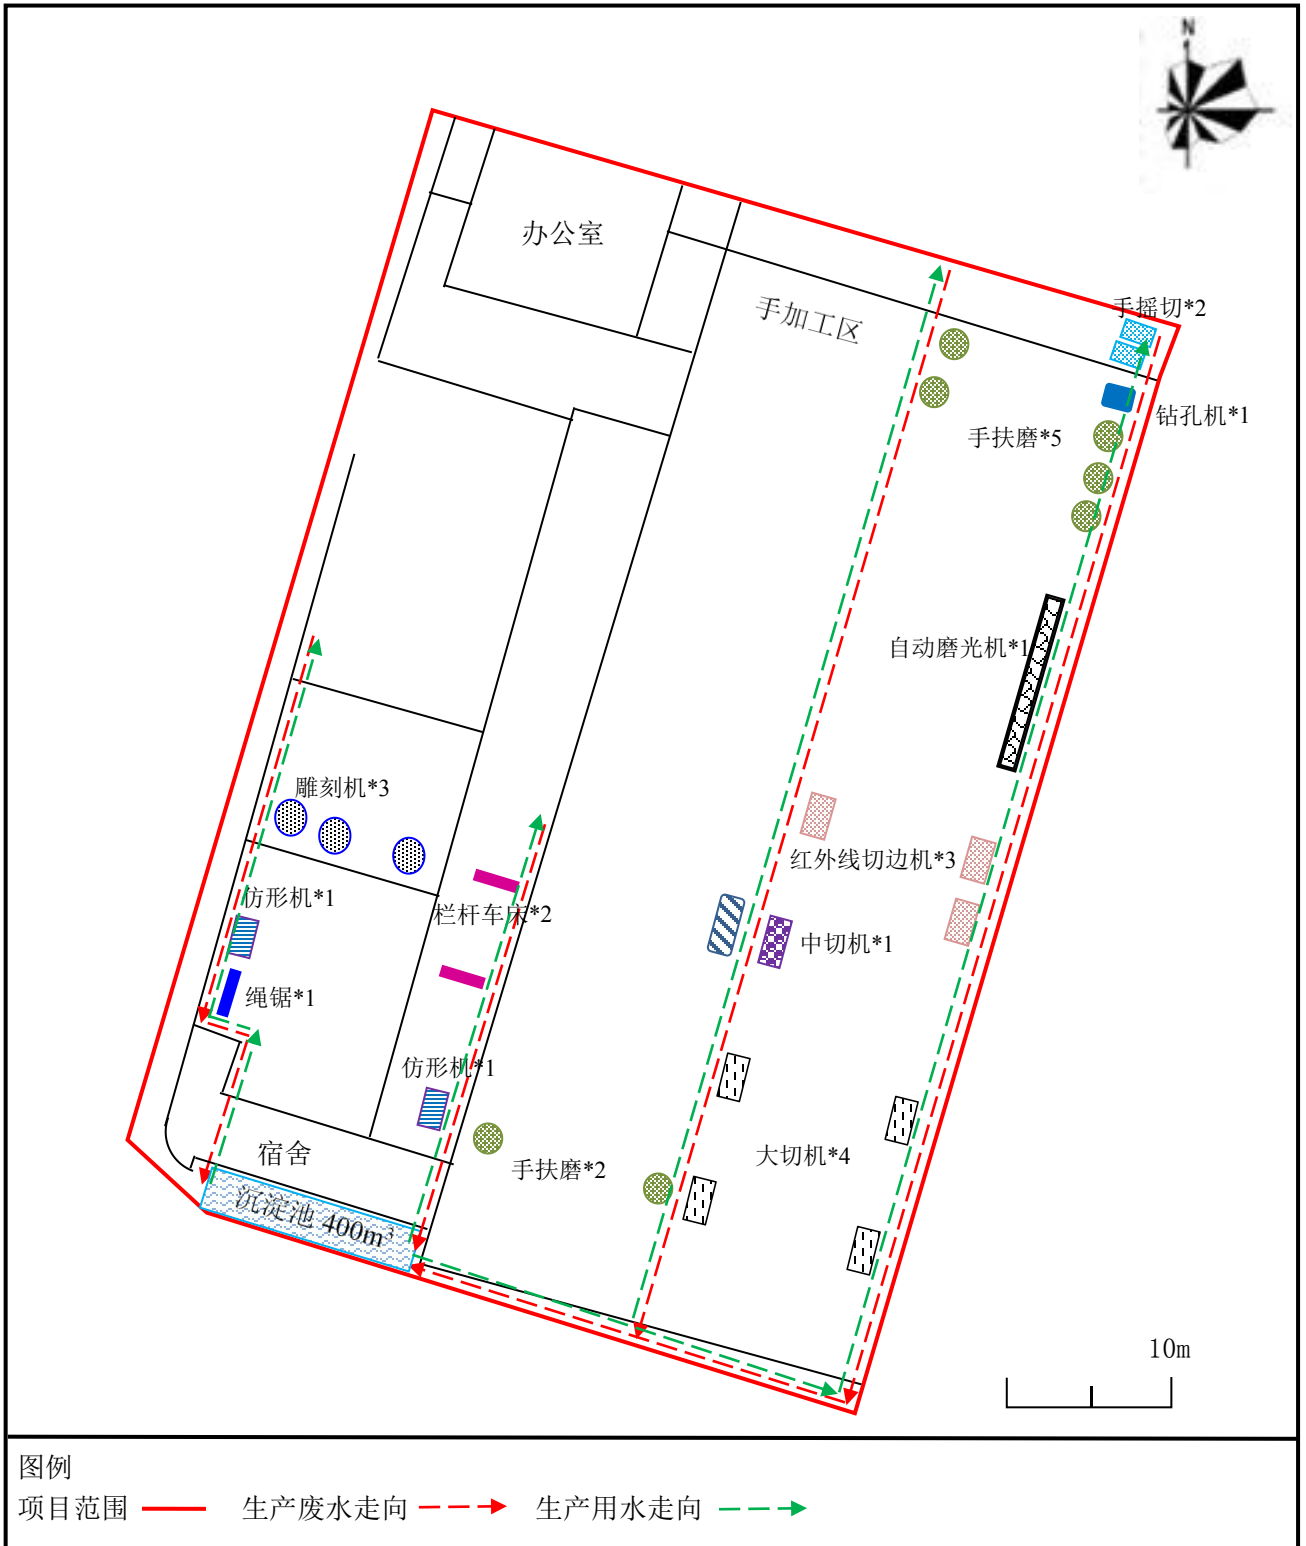 N
办公室
手加工区
手摇切*2
钻孔机*1
手扶磨*5
自动磨光机*1
雕刻机*3
红外线切边机*3
仿形机*1
栏杆车床*2
中切机*1
绳锯*1
仿形机*1
宿舍
手扶磨*2
大切机*4
沉淀池 400m³
10m
图例
项目范围
生产废水走向
生产用水走向